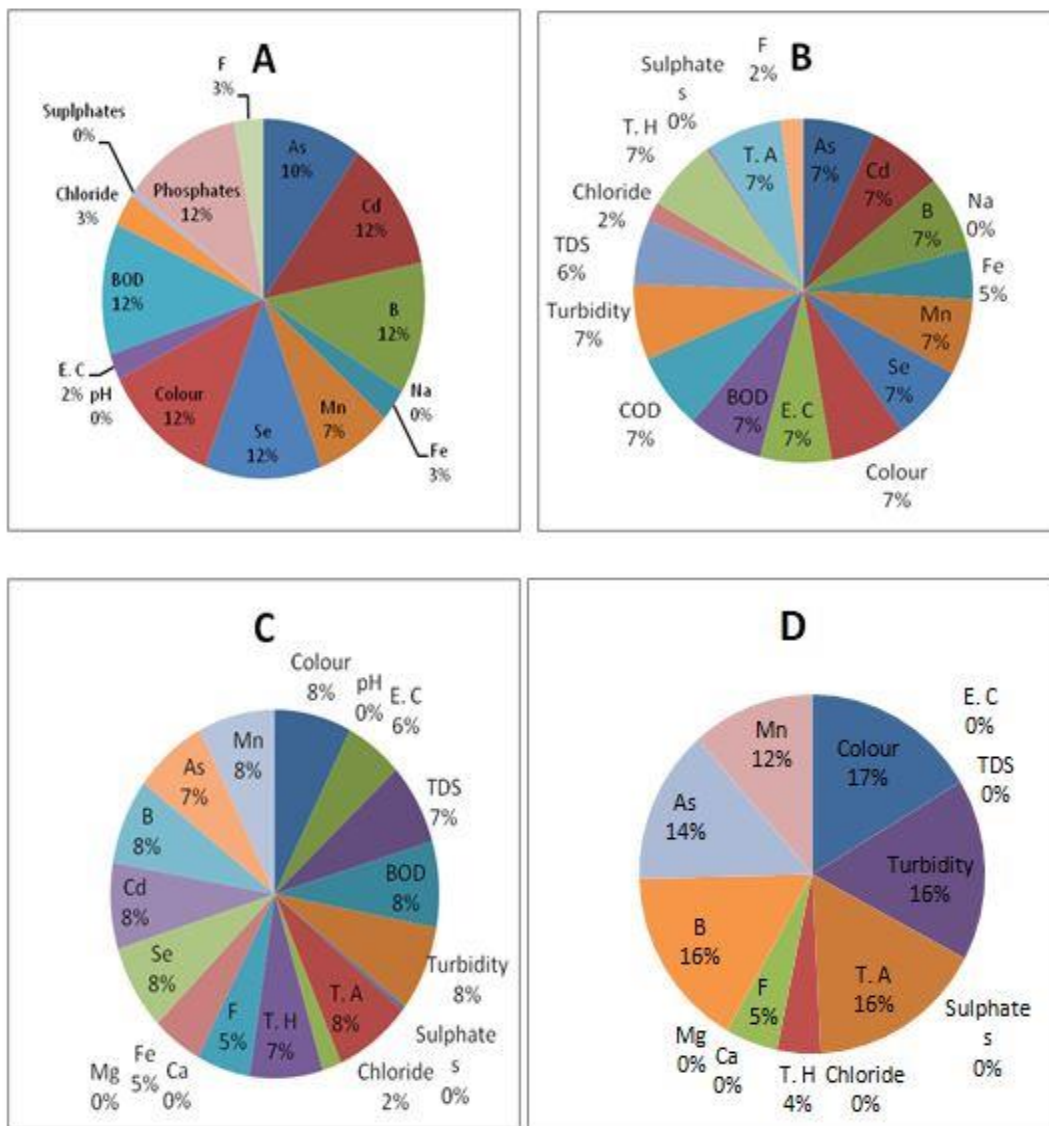 A
F
3%
As
10%
Cd
12%
B
12%
Na
0%
Fe
3%
Mn
7%
Se
12%
Colour
12%
E. C
2%
pH
0%
BOD
12%
Chloride
3%
Suplphates
0%
Phosphates
12%
B
F
2%
As
7%
Cd
7%
B
7%
Na
0%
Fe
5%
Mn
7%
Se
7%
Colour
7%
E. C
7%
BOD
7%
COD
7%
Turbidity
7%
TDS
6%
Chloride
2%
T. H
7%
Sulphate
s
0%
T. A
7%
C
Colour
8%
pH
0%
E. C
6%
TDS
7%
BOD
8%
Turbidity
8%
Sulphate
s
0%
T. A
8%
Chloride
2%
T. H
7%
F
5%
Ca
0%
Fe
5%
Mg
0%
Se
8%
Cd
8%
B
8%
As
7%
Mn
8%
D
Colour
17%
E. C
0%
TDS
0%
Turbidity
16%
Sulphate
s
0%
T. A
16%
Chloride
0%
T. H
4%
F
5%
Ca
0%
Mg
0%
B
16%
As
14%
Mn
12%